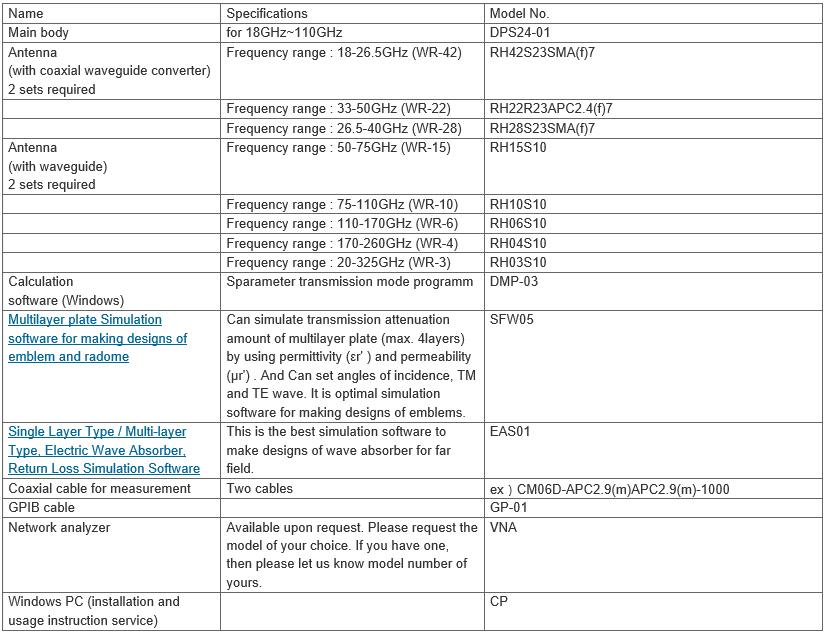 Name Specifications Model No.
Main body for 18GHz~110GHz DPS24-01
Antenna Frequency range : 18-26.5GHz (WR-42) RH42S23SMA(f)7
(with coaxial waveguide converter)
2 sets required
Frequency range : 33-50GHz (WR-22) RH22R23APC2.4(f)7
Frequency range : 26.5-40GHz (WR-28) RH28S23SMA(f)7
Antenna Frequency range : 50-75GHz (WR-15) RH15S10
(with waveguide)
2 sets required
Frequency range : 75-110GHz (WR-10) RH10S10
Frequency range : 110-170GHz (WR-6) RH06S10
Frequency range : 170-260GHz (WR-4) RH04S10
Frequency range : 20-325GHz (WR-3) RH03S10
Calculation Sparameter transmission mode programm DMP-03
software (Windows)
Multilayer plate Simulation Can simulate transmission attenuation SFW05
software for making designs of amount of multilayer plate (max. 4layers)
emblem and radome by using permittivity (εr′ ) and permeability
(μr′) . And Can set angles of incidence, TM
and TE wave. It is optimal simulation
software for making designs of emblems.
Single Layer Type / Multi-layer This is the best simulation software to EAS01
Type, Electric Wave Absorber, make designs of wave absorber for far
Return Loss Simulation Software field.
Coaxial cable for measurement Two cables ex ）CM06D-APC2.9(m)APC2.9(m)-1000
GPIB cable GP-01
Network analyzer Available upon request. Please request the VNA
model of your choice. If you have one,
then please let us know model number of
yours.
Windows PC (installation and CP
usage instruction service)